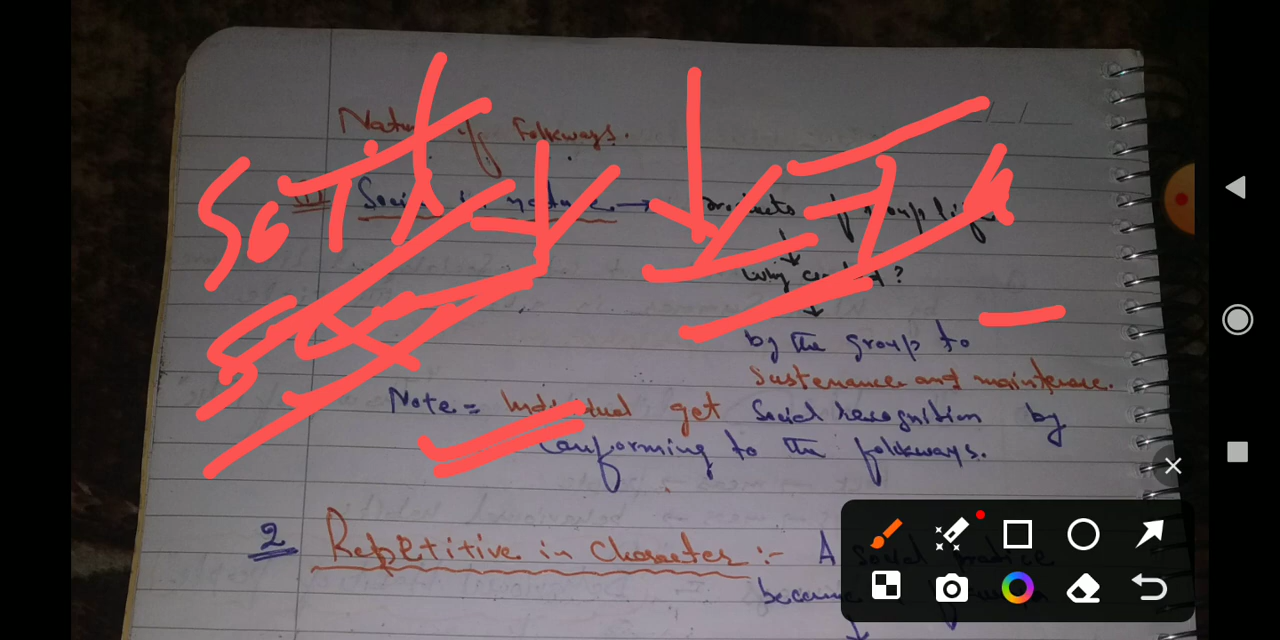 Nature of Folkways.
Social in nature → products of group life
Why created?
by the group to
Sustenance and maintenance.
Note = Individual get Social recognition by
Conforming to the folkways.
2 Repetitive in Character :- A social practice
became